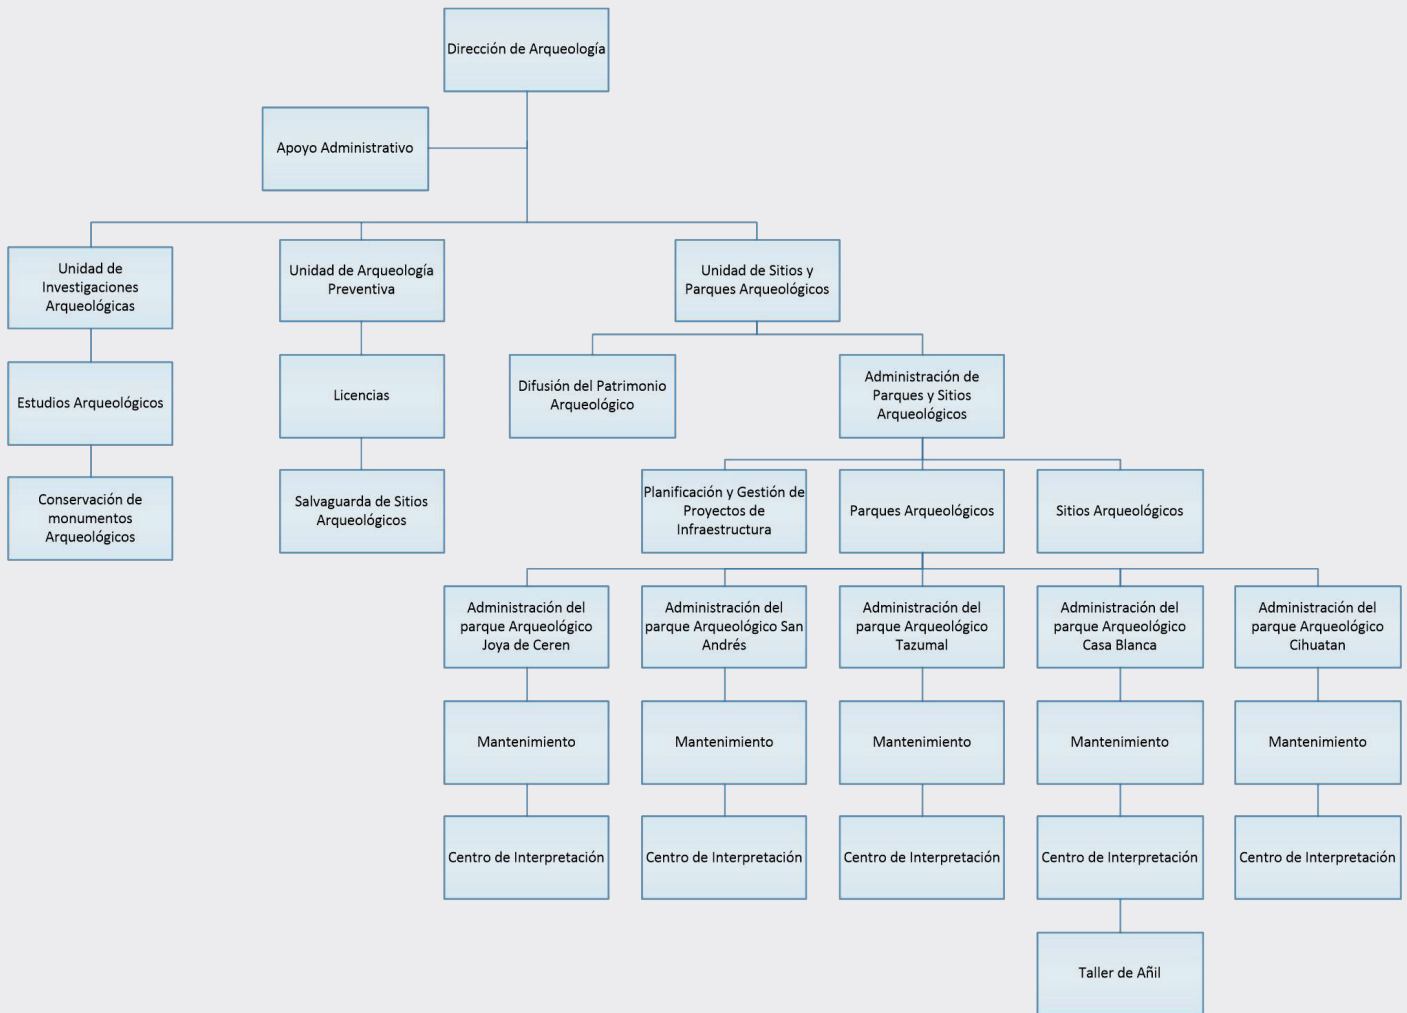 Dirección de Arqueología
Apoyo Administrativo
Unidad de
Investigaciones
Arqueológicas
Unidad de Arqueología
Preventiva
Unidad de Sitios y
Parques Arqueológicos
Estudios Arqueológicos
Licencias
Difusión del Patrimonio
Arqueológico
Administración de
Parques y Sitios
Arqueológicos
Conservación de
monumentos
Arqueológicos
Salvaguarda de Sitios
Arqueológicos
Planificación y Gestión de
Proyectos de
Infraestructura
Parques Arqueológicos
Sitios Arqueológicos
Administración del
parque Arqueológico
Joya de Ceren
Administración del
parque Arqueológico San
Andrés
Administración del
parque Arqueológico
Tazumal
Administración del
parque Arqueológico
Casa Blanca
Administración del
parque Arqueológico
Cihuatan
Mantenimiento
Mantenimiento
Mantenimiento
Mantenimiento
Mantenimiento
Centro de Interpretación
Centro de Interpretación
Centro de Interpretación
Centro de Interpretación
Centro de Interpretación
Taller de Añil